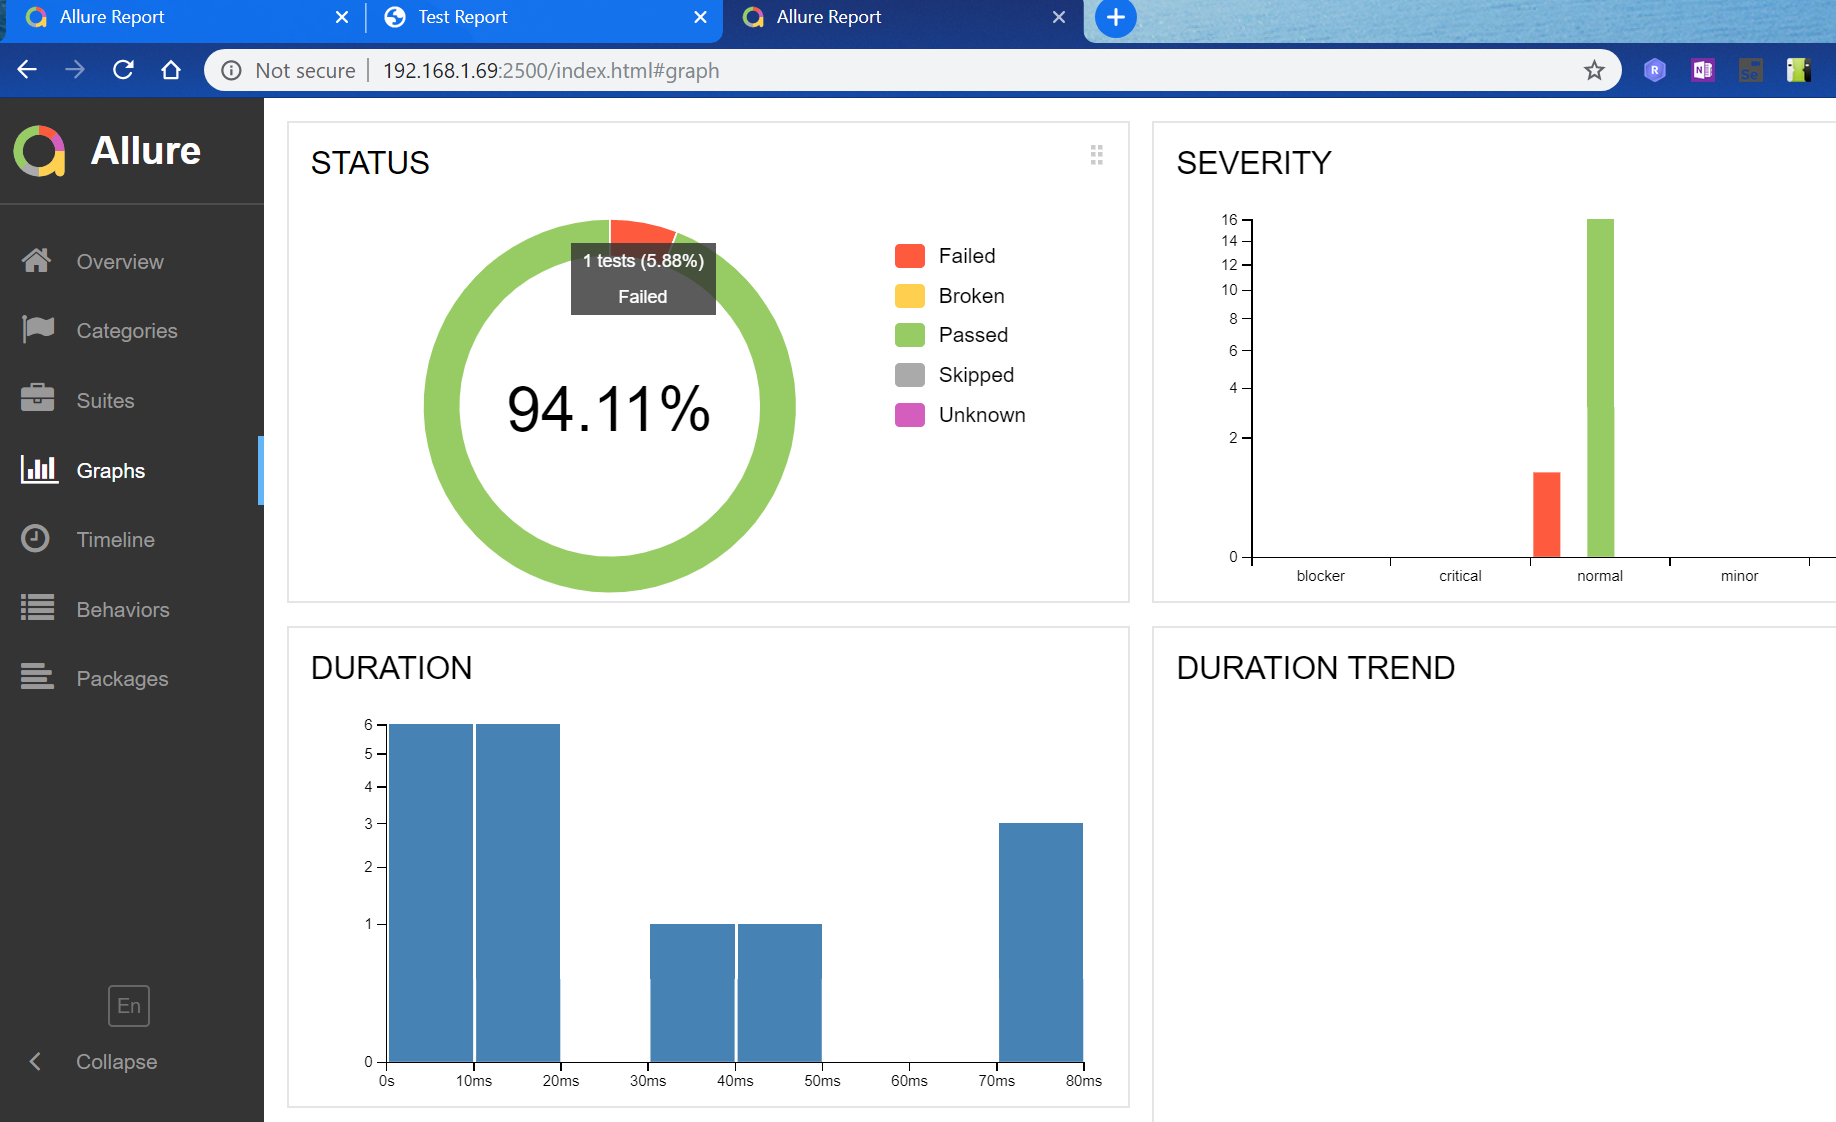 Allure Report
Test Report
Allure Report
Not secure
192.168.1.69:2500/index.html#graph
R
N
Se
Allure
Overview
Categories
Suites
Graphs
Timeline
Behaviors
Packages
En
Collapse
STATUS
1 tests (5.88%)
Failed
94.11%
Failed
Broken
Passed
Skipped
Unknown
SEVERITY
16
14
12
10
8
6
4
2
0
blocker critical normal minor
DURATION
6
5
4
3
2
1
0
0s 10ms 20ms 30ms 40ms 50ms 60ms 70ms 80ms
DURATION TREND